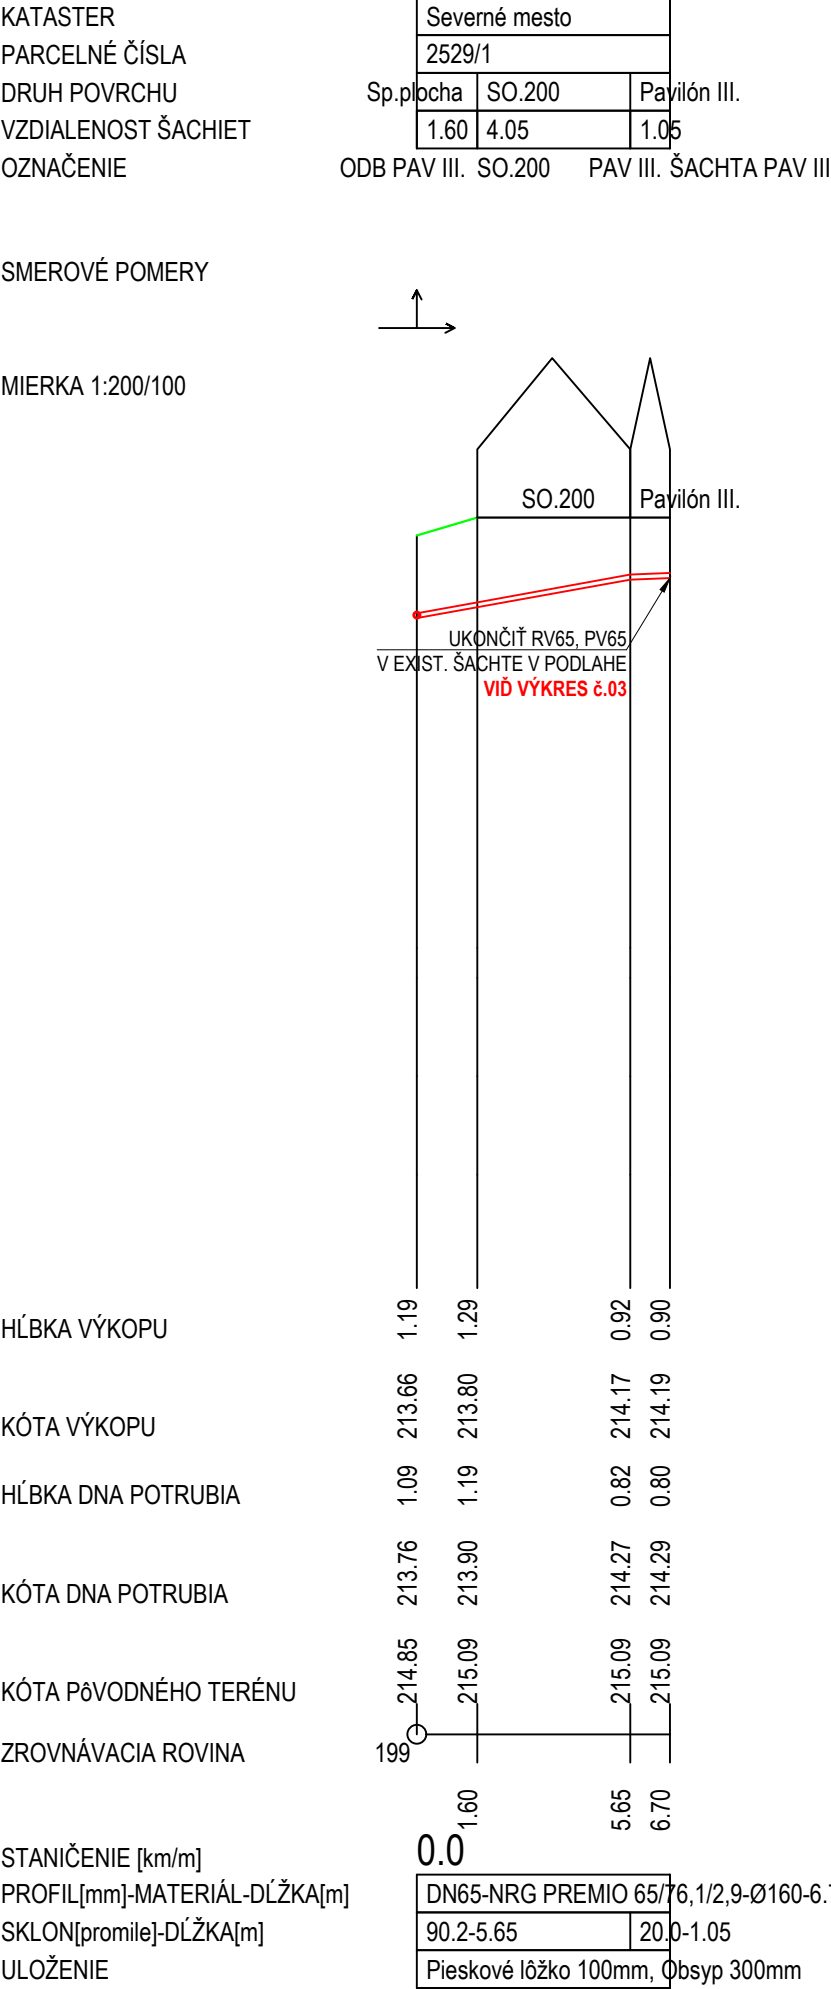 KATASTER Severné mesto
PARCELNÉ ČÍSLA 2529/1
DRUH POVRCHU Sp.plocha SO.200 Pavilón III.
VZDIALENOST ŠACHIET 1.60 4.05 1.05
OZNAČENIE ODB PAV III. SO.200 PAV III. ŠACHTA PAV III
SMEROVÉ POMERY
MIERKA 1:200/100
SO.200 Pavilón III.
UKONČIŤ RV65, PV65
V EXIST. ŠACHTE V PODLAHE
VIĎ VÝKRES č.03
HĹBKA VÝKOPU 1.19 1.29 0.92 0.90
KÓTA VÝKOPU 213.66 213.80 214.17 214.19
HĹBKA DNA POTRUBIA 1.09 1.19 0.82 0.80
KÓTA DNA POTRUBIA 213.76 213.90 214.27 214.29
KÓTA PôVODNÉHO TERÉNU 214.85 215.09 215.09 215.09
ZROVNÁVACIA ROVINA 199
1.60 5.65 6.70
STANIČENIE [km/m] 0.0
PROFIL[mm]-MATERIÁL-DĹŽKA[m] DN65-NRG PREMIO 65/76,1/2,9-Ø160-6.
SKLON[promile]-DĹŽKA[m] 90.2-5.65 20.0-1.05
ULOŽENIE Pieskové lôžko 100mm, Obsyp 300mm